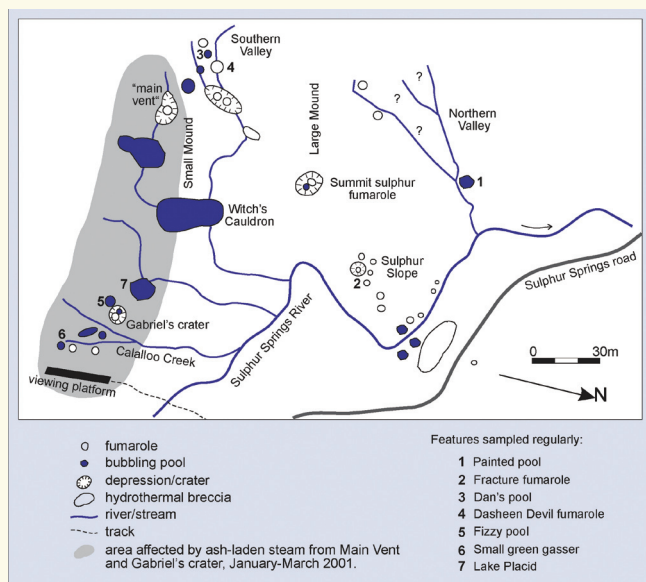 Southern
Valley
3
4
"main
vent"
Small Mound
Large Mound
?
?
?
Northern
Valley
1
Summit sulphur
fumarole
Witch's
Cauldron
Sulphur
Slope
2
7
5
Gabriel's crater
6
Calalloo Creek
viewing platform
Sulphur Springs River
Sulphur Springs road
0 30m
N
fumarole
bubbling pool
depression/crater
hydrothermal breccia
river/stream
track
area affected by ash-laden steam from Main Vent
and Gabriel's crater, January-March 2001.
Features sampled regularly:
1 Painted pool
2 Fracture fumarole
3 Dan's pool
4 Dasheen Devil fumarole
5 Fizzy pool
6 Small green gasser
7 Lake Placid